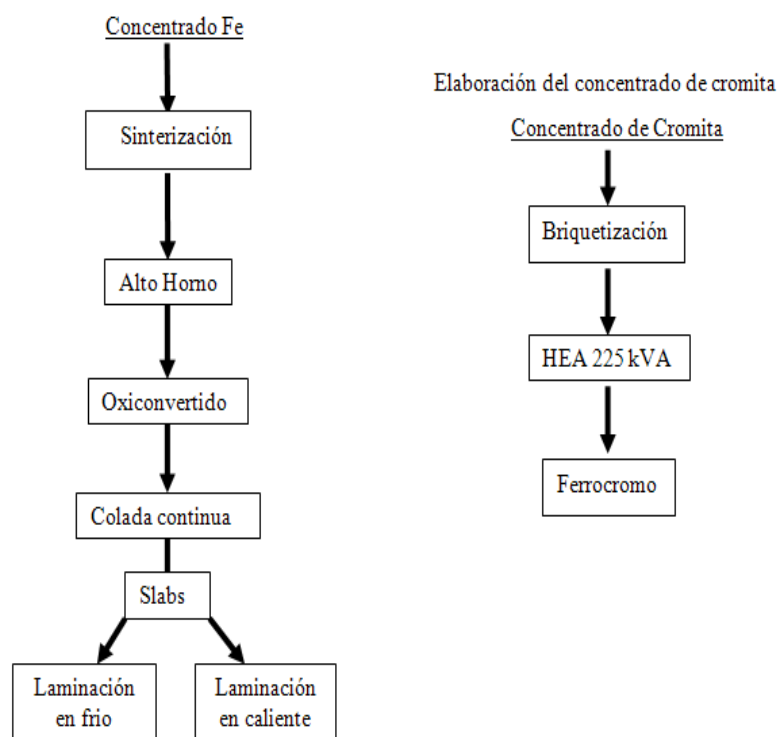 Concentrado Fe
Sinterización
Alto Horno
Oxiconvertido
Colada continua
Slabs
Laminación
en frio
Laminación
en caliente
Elaboración del concentrado de cromita
Concentrado de Cromita
Briquetización
HEA 225 kVA
Ferrocromo